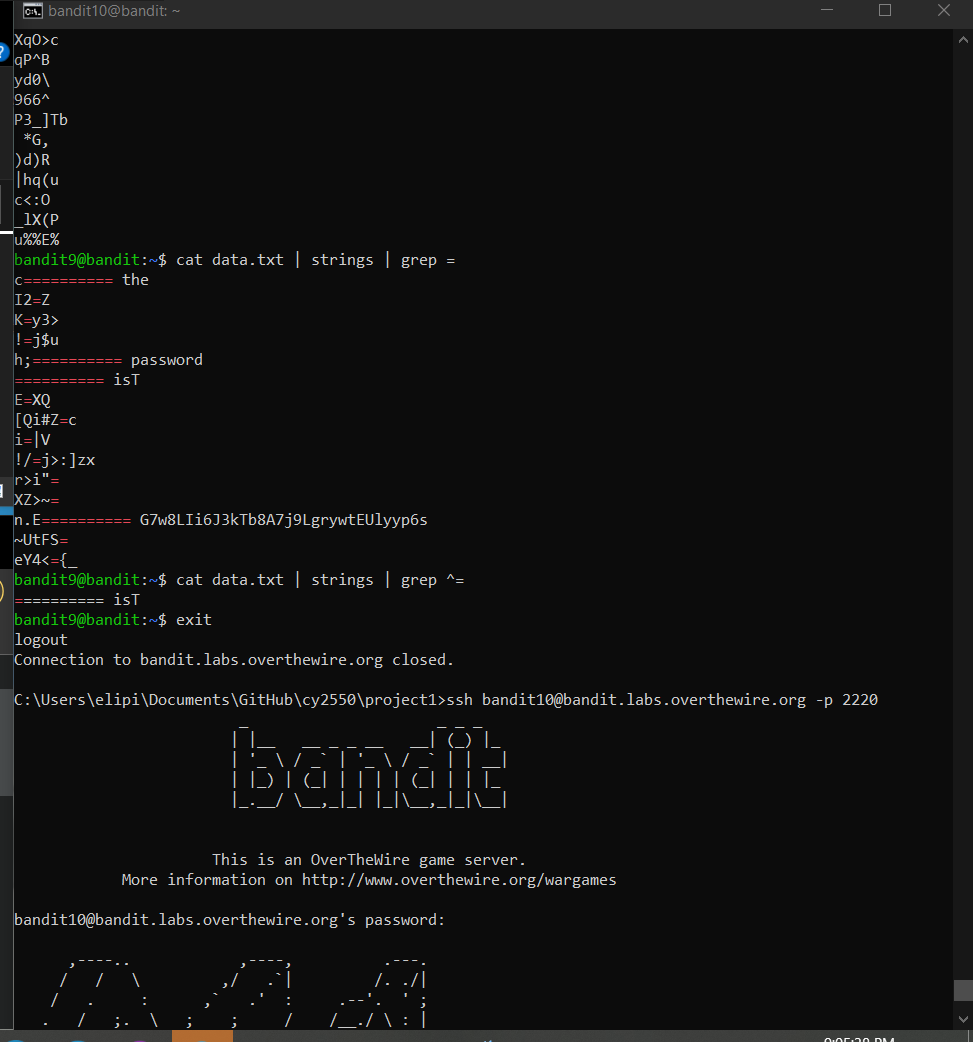 bandit10@bandit: ~
XqO>c
qP^B
yd0\
966^
P3_]Tb
 *G,
)d)R
|hq(u
c<:O
_lX(P
u%%E%
bandit9@bandit:~$ cat data.txt | strings | grep =
c========== the
I2=Z
K=y3>
!=j$u
h;========== password
========== isT
E=XQ
[Qi#Z=c
i=|V
!/=j>:]zx
r>i"=
XZ>~=
n.E========== G7w8LIi6J3kTb8A7j9LgrywtEUlyyp6s
~UtFS=
eY4<={_
bandit9@bandit:~$ cat data.txt | strings | grep ^=
========== isT
bandit9@bandit:~$ exit
logout
Connection to bandit.labs.overthewire.org closed.
C:\Users\elipi\Documents\GitHub\cy2550\project1>ssh bandit10@bandit.labs.overthewire.org -p 2220
bandit
This is an OverTheWire game server.
More information on http://www.overthewire.org/wargames
bandit10@bandit.labs.overthewire.org's password: